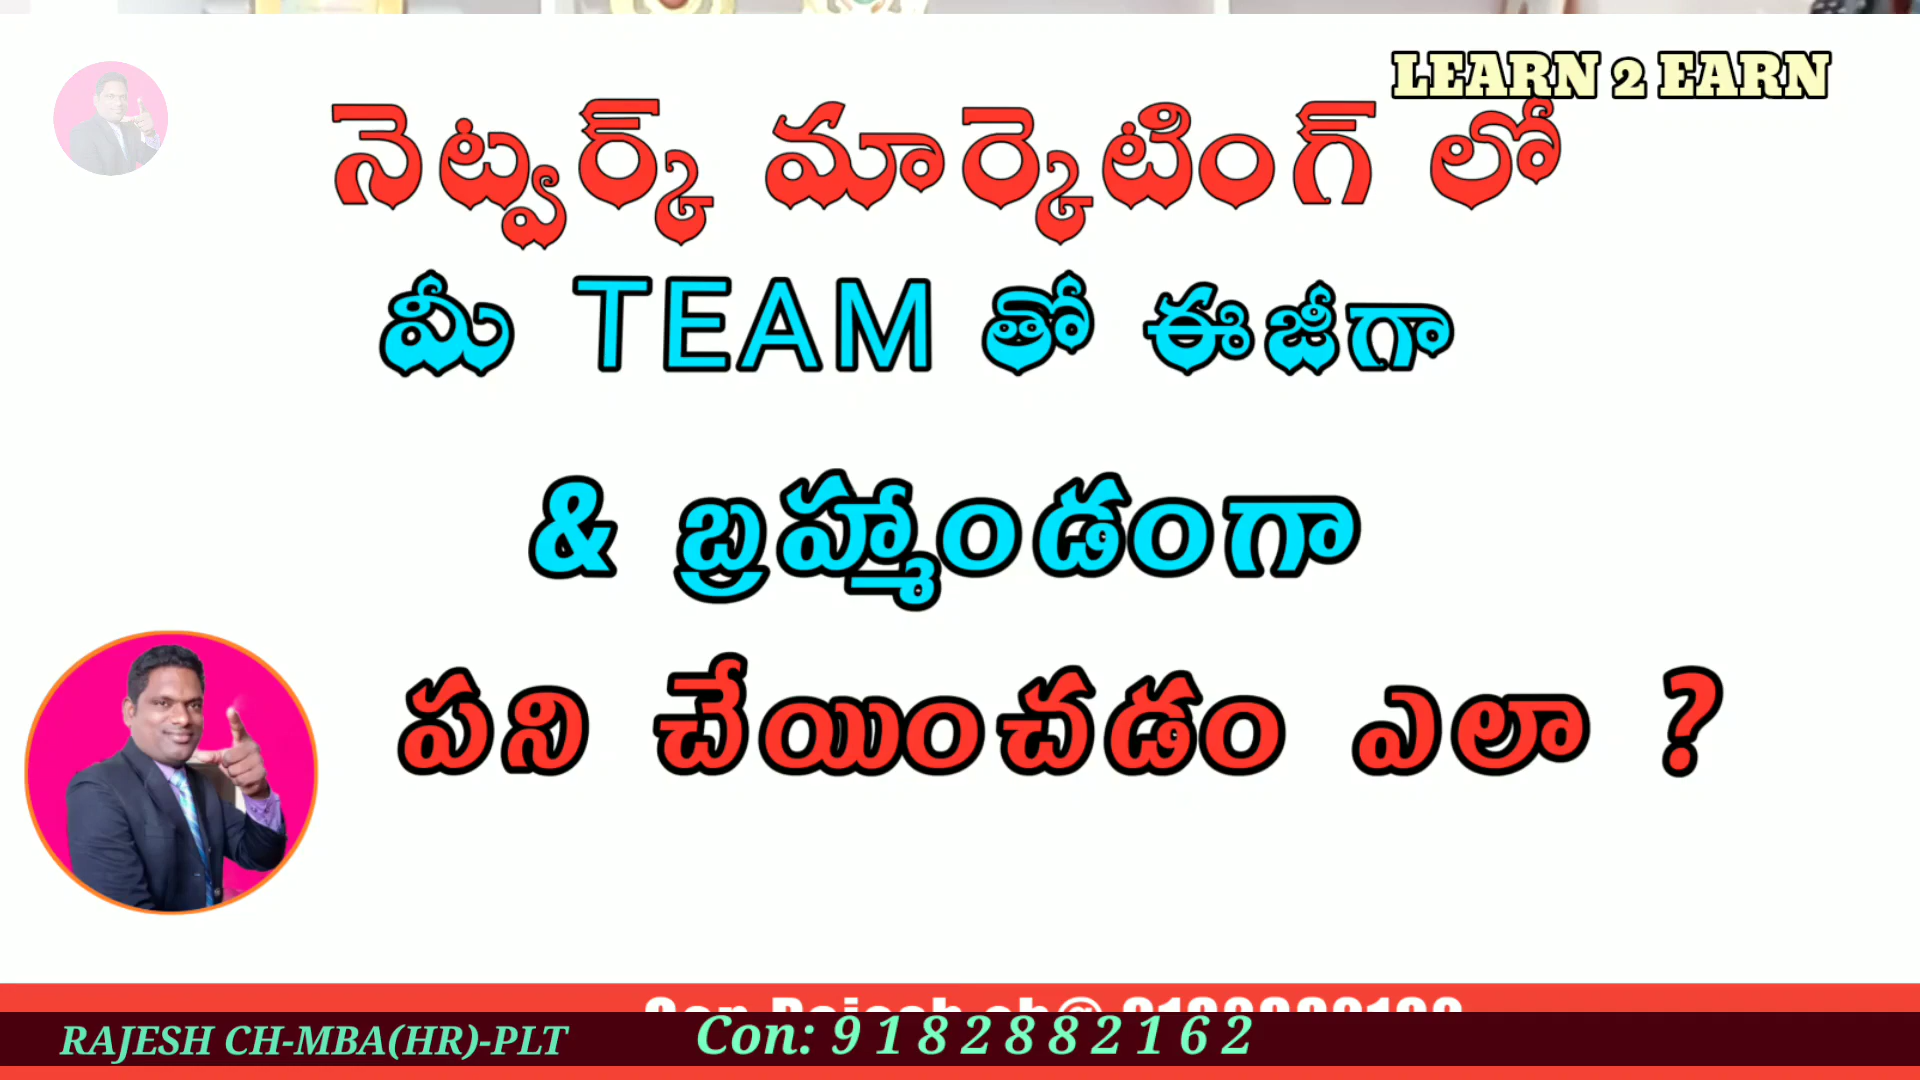 LEARN 2 EARN
నెట్వర్క్ మార్కెటింగ్ లో
మీ TEAM తో ఈజీగా
& బ్రహ్మాండంగా
పని చేయించడం ఎలా ?
RAJESH CH-MBA(HR)-PLT
Con: 9 1 8 2 8 8 2 1 6 2